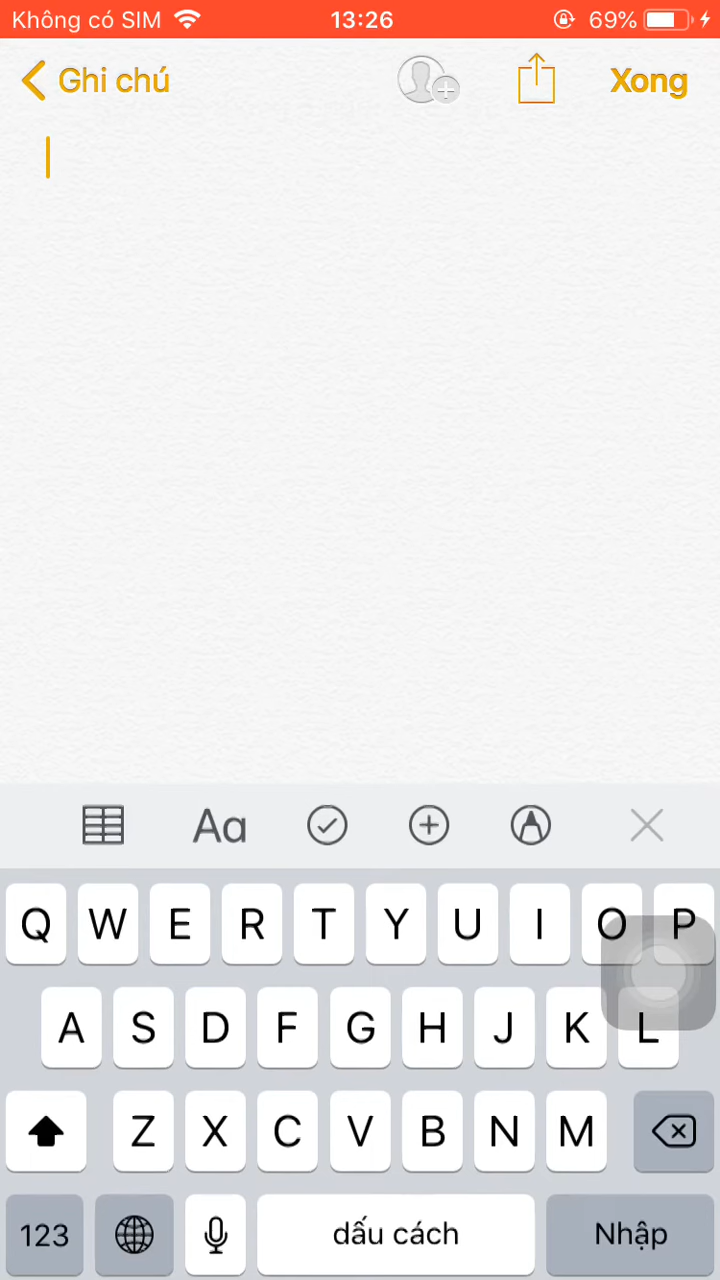 Không có SIM 13:26 69%
Ghi chú Xong
Aa
Q W E R T Y U I O P
A S D F G H J K L
Z X C V B N M
123 dấu cách Nhập